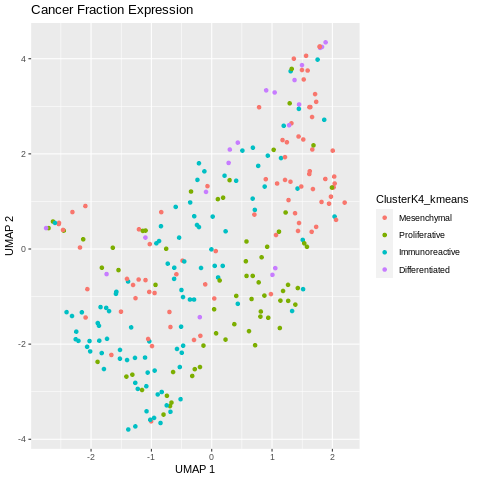 Cancer Fraction Expression
4
2
0
-2
-4
UMAP 2
-2
-1
0
1
2
UMAP 1
ClusterK4_kmeans
Mesenchymal
Proliferative
Immunoreactive
Differentiated